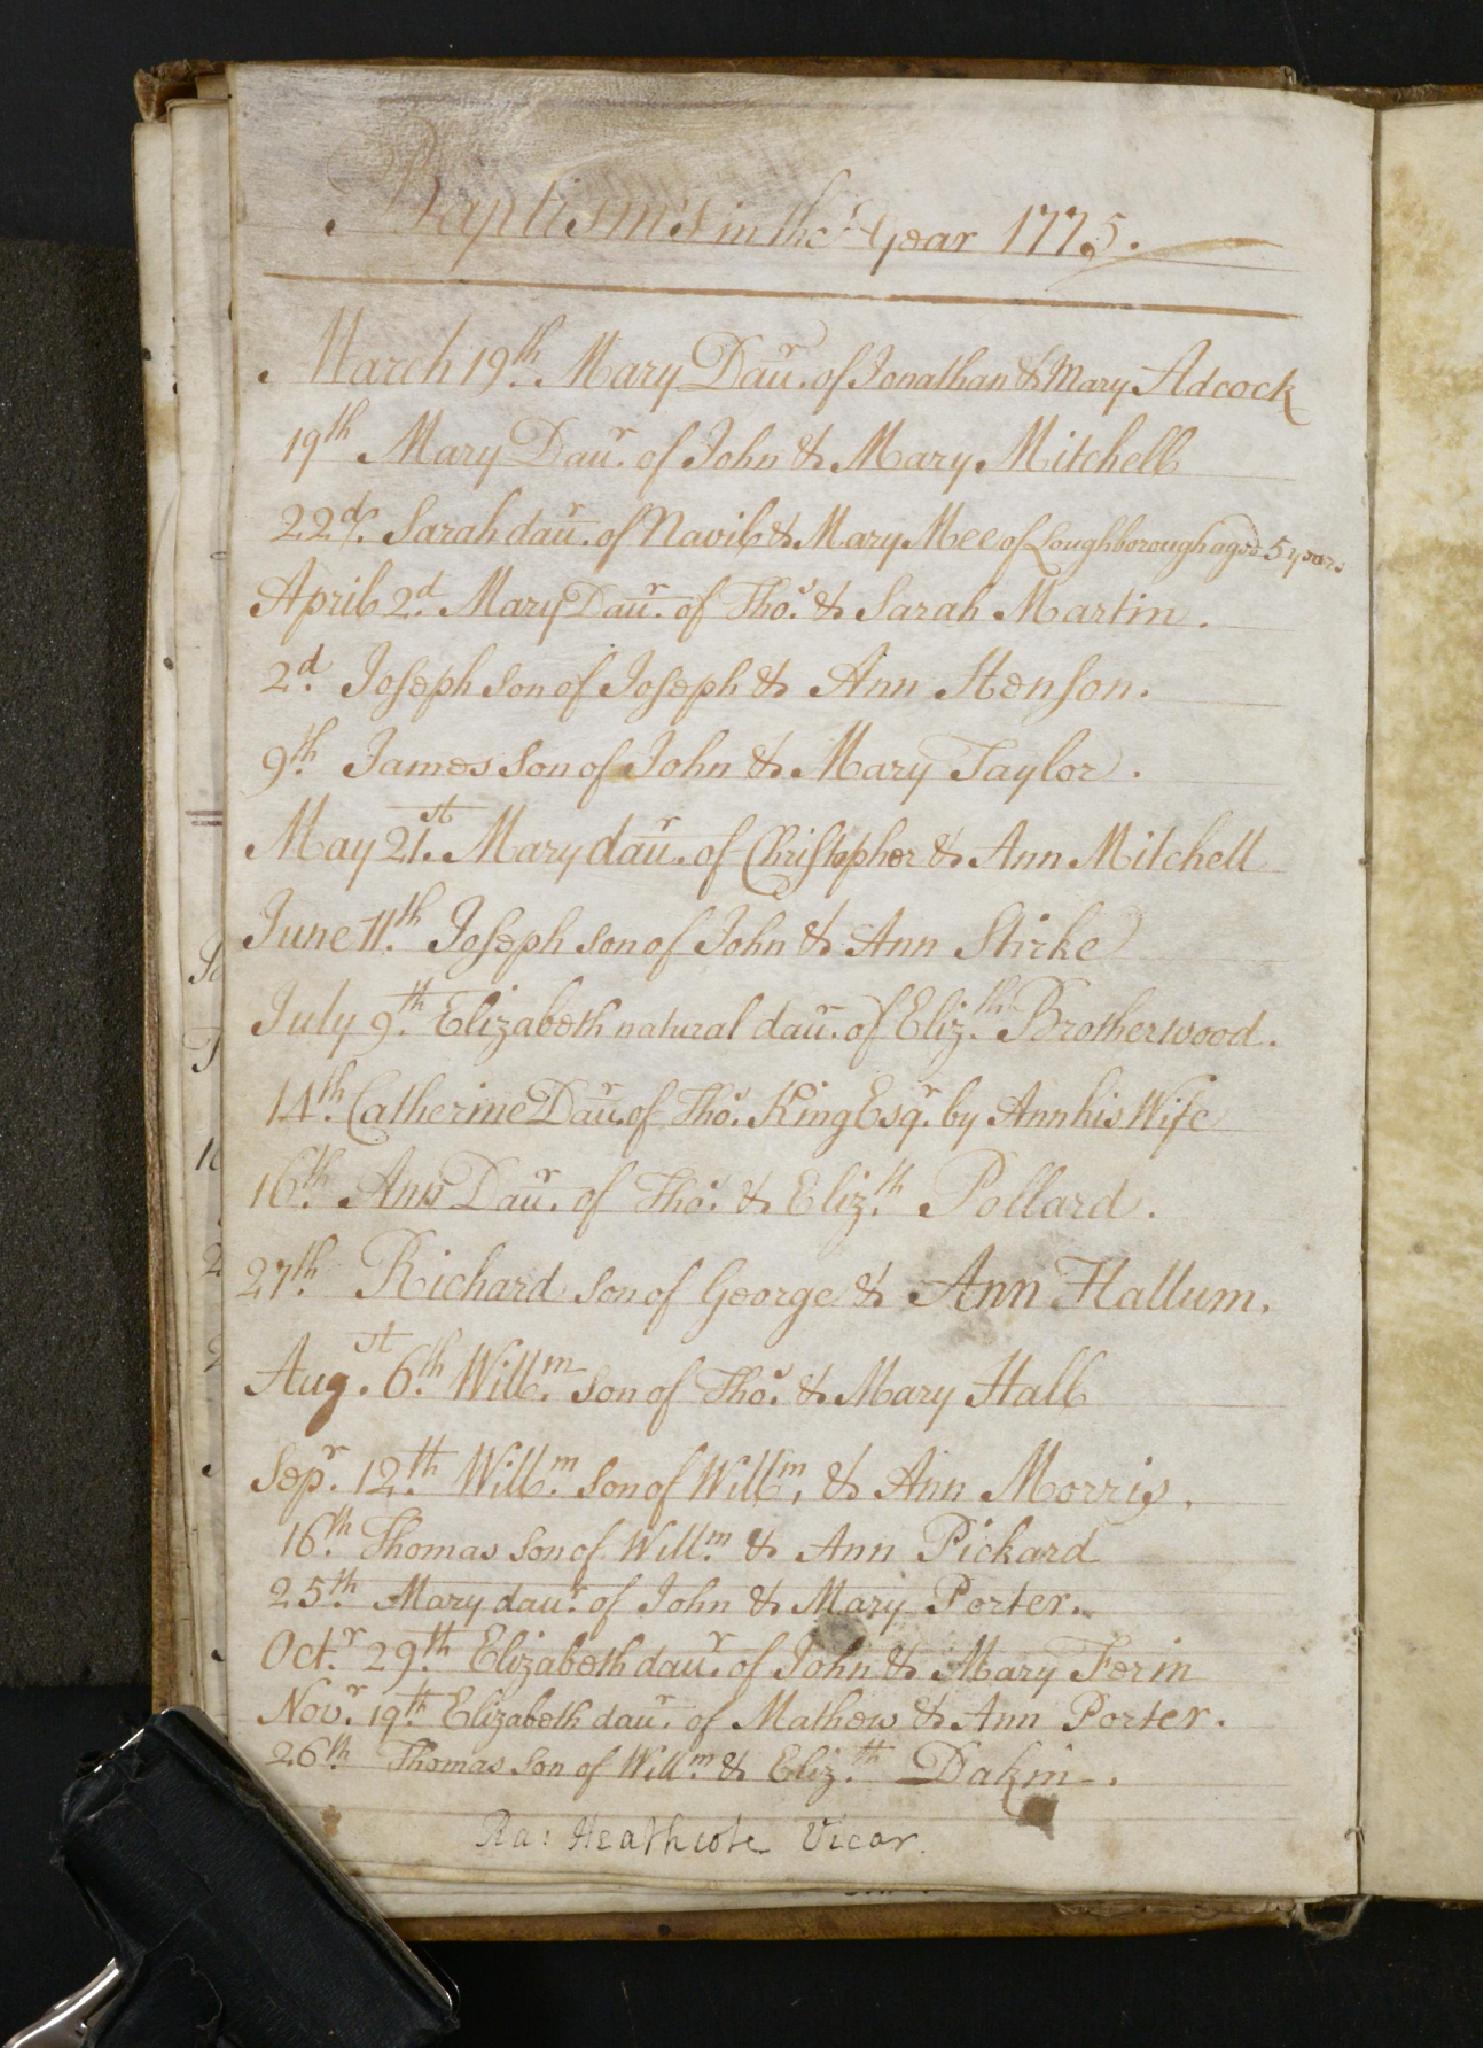 Baptisms in the Year 1775.
March 19th. Mary Daur. of Jonathan & Mary Adcock
19th Mary Daur. of John & Mary Mitchell
22d. Sarah daur. of Navil & Mary Mee of Loughborough aged 5 years
April 2d. Mary Daur. of Thos. & Sarah Martin.
2d. Joseph son of Joseph & Ann Stenson.
9th. James Son of John & Mary Taylor.
May 21st. Mary daur. of Christopher & Ann Mitchell
June 11th. Joseph son of John & Ann Stirke
July 9th. Elizabeth natural daur. of Elizth. Brotherwood.
14th. Catherine Daur. of Thos. King Esqr. by Ann his Wife
16th. Ann Daur. of Thos. & Elizth. Pollard.
27th. Richard son of George & Ann Hallum.
Augst. 6th. Willm. Son of Thos. & Mary Hall
Sepr. 12th. Willm. Son of Willm. & Ann Morris.
16th. Thomas Son of Willm. & Ann Pickard
25th. Mary daur. of John & Mary Porter.
Octr. 29th. Elizabeth daur. of John & Mary Ferin
Novr. 19th. Elizabeth daur. of Mathew & Ann Porter.
26th Thomas Son of Willm. & Elizth. Dakin.
Ra: Heathcote Vicar.